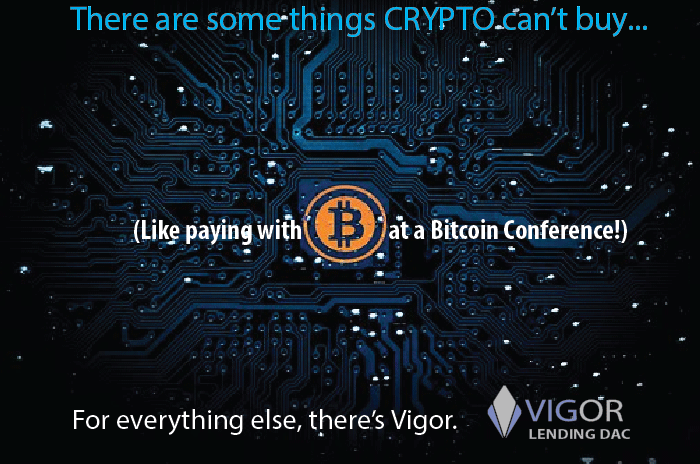 There are some things CRYPTO can't buy...
(Like paying with ₿ at a Bitcoin Conference!)
For everything else, there's Vigor.
VIGOR
LENDING DAC